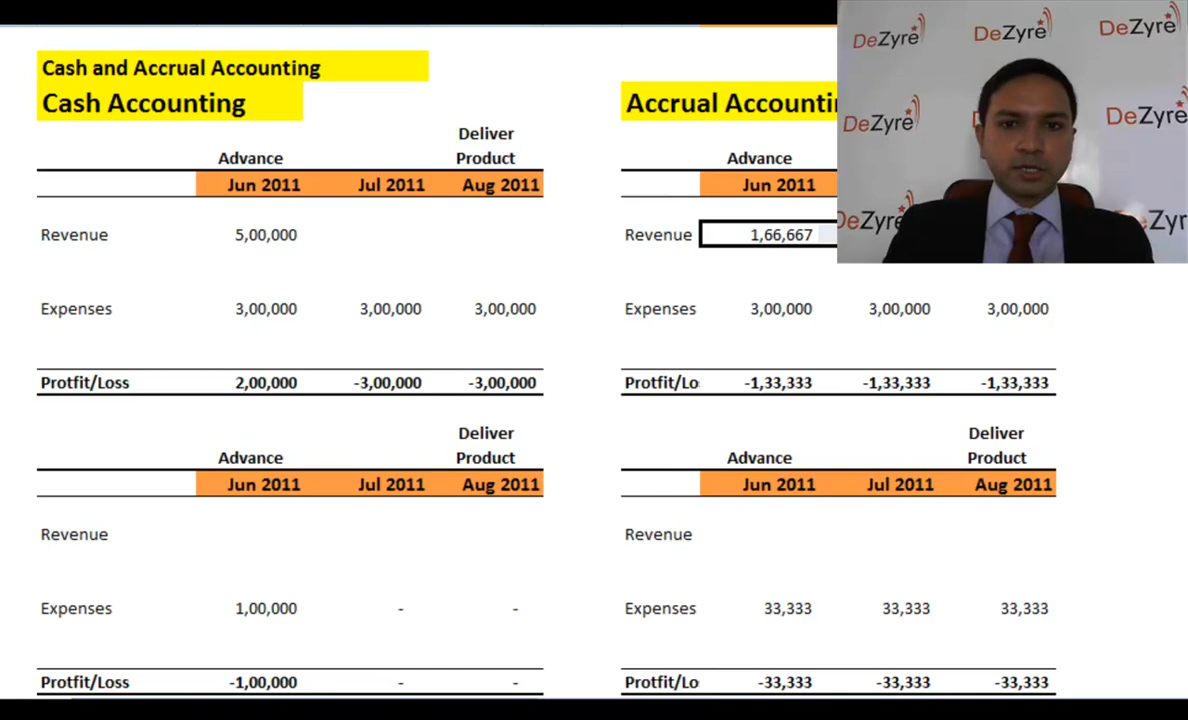 Cash and Accrual Accounting
Cash Accounting
Deliver
Advance Product
Jun 2011 Jul 2011 Aug 2011
Revenue 5,00,000
Expenses 3,00,000 3,00,000 3,00,000
Protfit/Loss 2,00,000 -3,00,000 -3,00,000
Deliver
Advance Product
Jun 2011 Jul 2011 Aug 2011
Revenue
Expenses 1,00,000 - -
Protfit/Loss -1,00,000 - -
Accrual Accounti
Advance
Jun 2011
Revenue 1,66,667
Expenses 3,00,000 3,00,000 3,00,000
Protfit/Lo -1,33,333 -1,33,333 -1,33,333
Deliver
Advance Product
Jun 2011 Jul 2011 Aug 2011
Revenue
Expenses 33,333 33,333 33,333
Protfit/Lo -33,333 -33,333 -33,333
DeZyre DeZyre DeZyre
DeZyre DeZyre
DeZyre Zyr